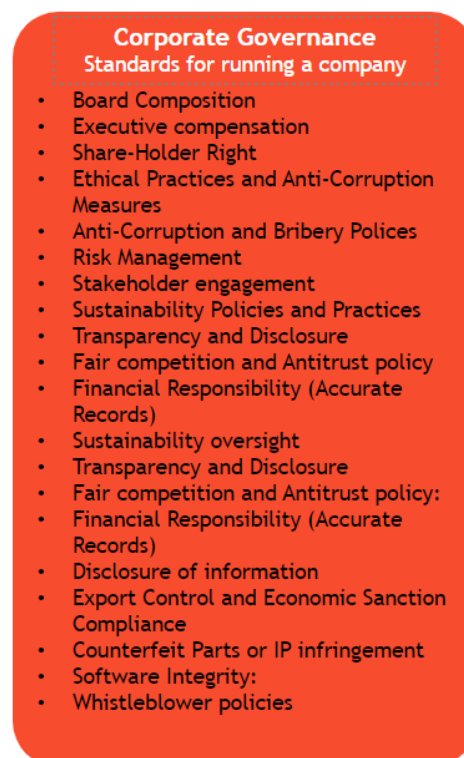 Corporate Governance
Standards for running a company
• Board Composition
• Executive compensation
• Share-Holder Right
• Ethical Practices and Anti-Corruption
Measures
• Anti-Corruption and Bribery Polices
• Risk Management
• Stakeholder engagement
• Sustainability Policies and Practices
• Transparency and Disclosure
• Fair competition and Antitrust policy
• Financial Responsibility (Accurate
Records)
• Sustainability oversight
• Transparency and Disclosure
• Fair competition and Antitrust policy:
• Financial Responsibility (Accurate
Records)
• Disclosure of information
• Export Control and Economic Sanction
Compliance
• Counterfeit Parts or IP infringement
• Software Integrity:
• Whistleblower policies